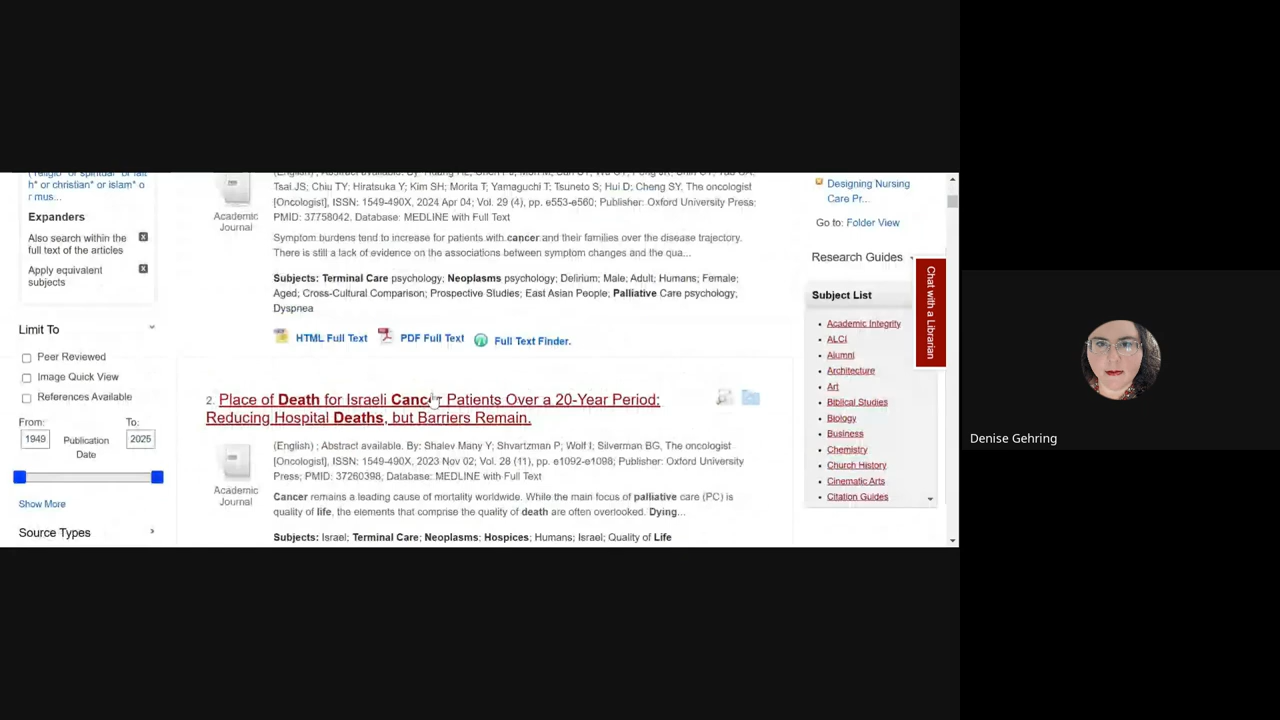 ("religio" or spiritual" or fait
h* or christian* or islam* o
r mus...
Expanders
Also search within the
full text of the articles
Apply equivalent
subjects
Limit To
Peer Reviewed
Image Quick View
References Available
From:
To:
1949
Publication
Date
2025
Show More
Source Types
Academic
Journal
Tsai JS; Chiu TY; Hiratsuka Y; Kim SH; Morita T; Yamaguchi T; Tsuneto S; Hui D; Cheng SY, The oncologist
[Oncologist], ISSN: 1549-490X, 2024 Apr 04; Vol. 29 (4), pp. e553-e560; Publisher: Oxford University Press;
PMID: 37758042, Database: MEDLINE with Full Text
Symptom burdens tend to increase for patients with cancer and their families over the disease trajectory.
There is still a lack of evidence on the associations between symptom changes and the qua...
Subjects: Terminal Care psychology; Neoplasms psychology; Delirium; Male; Adult; Humans; Female;
Aged; Cross-Cultural Comparison; Prospective Studies; East Asian People; Palliative Care psychology;
Dyspnea
HTML Full Text PDF Full Text Full Text Finder.
2. Place of Death for Israeli Cancer Patients Over a 20-Year Period:
Reducing Hospital Deaths, but Barriers Remain.
Academic
Journal
(English) ; Abstract available. By: Shalev Many Y; Shvartzman P; Wolf I; Silverman BG, The oncologist
[Oncologist], ISSN: 1549-490X, 2023 Nov 02; Vol. 28 (11), pp. e1092-e1098; Publisher: Oxford University
Press; PMID: 37260398, Database: MEDLINE with Full Text
Cancer remains a leading cause of mortality worldwide. While the main focus of palliative care (PC) is
quality of life, the elements that comprise the quality of death are often overlooked. Dying...
Subjects: Israel; Terminal Care; Neoplasms; Hospices; Humans; Israel; Quality of Life
Designing Nursing
Care Pr...
Go to: Folder View
Research Guides
Subject List
Academic Integrity
ALCI
Alumni
Architecture
Art
Biblical Studies
Biology
Business
Chemistry
Church History
Cinematic Arts
Citation Guides
Chat with a Librarian
Denise Gehring